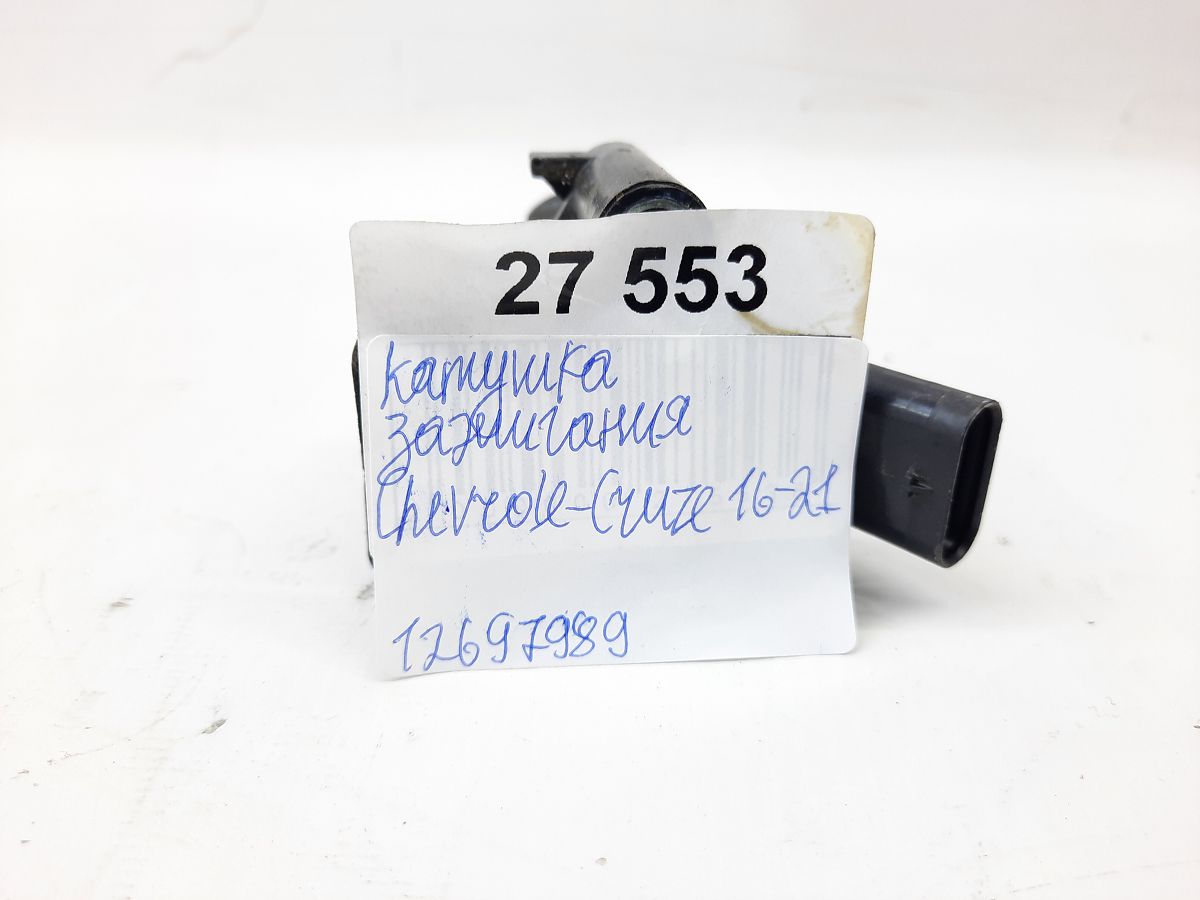 27 553
катушка
зажигания
Chevrole-Cruze 16-21
12697989